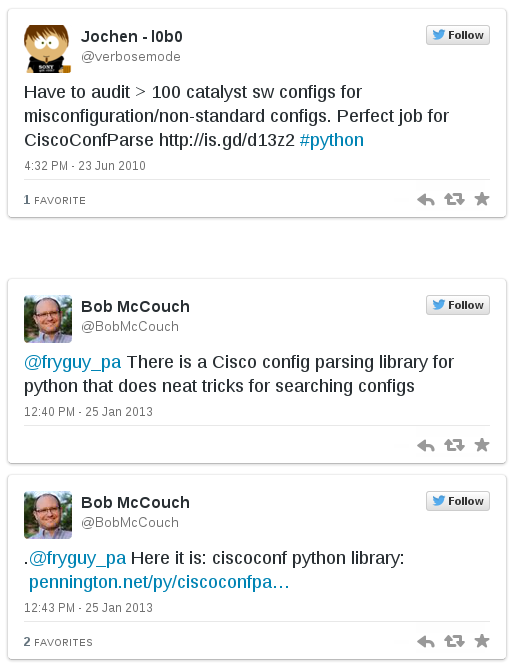 Jochen - l0b0
@verbosemode
Follow
Have to audit > 100 catalyst sw configs for
misconfiguration/non-standard configs. Perfect job for
CiscoConfParse http://is.gd/d13z2 #python
4:32 PM - 23 Jun 2010
1 FAVORITE
Bob McCouch
@BobMcCouch
Follow
@fryguy_pa There is a Cisco config parsing library for
python that does neat tricks for searching configs
12:40 PM - 25 Jan 2013
Bob McCouch
@BobMcCouch
Follow
.@fryguy_pa Here it is: ciscoconf python library:
pennington.net/py/ciscoconfpa…
12:43 PM - 25 Jan 2013
2 FAVORITES